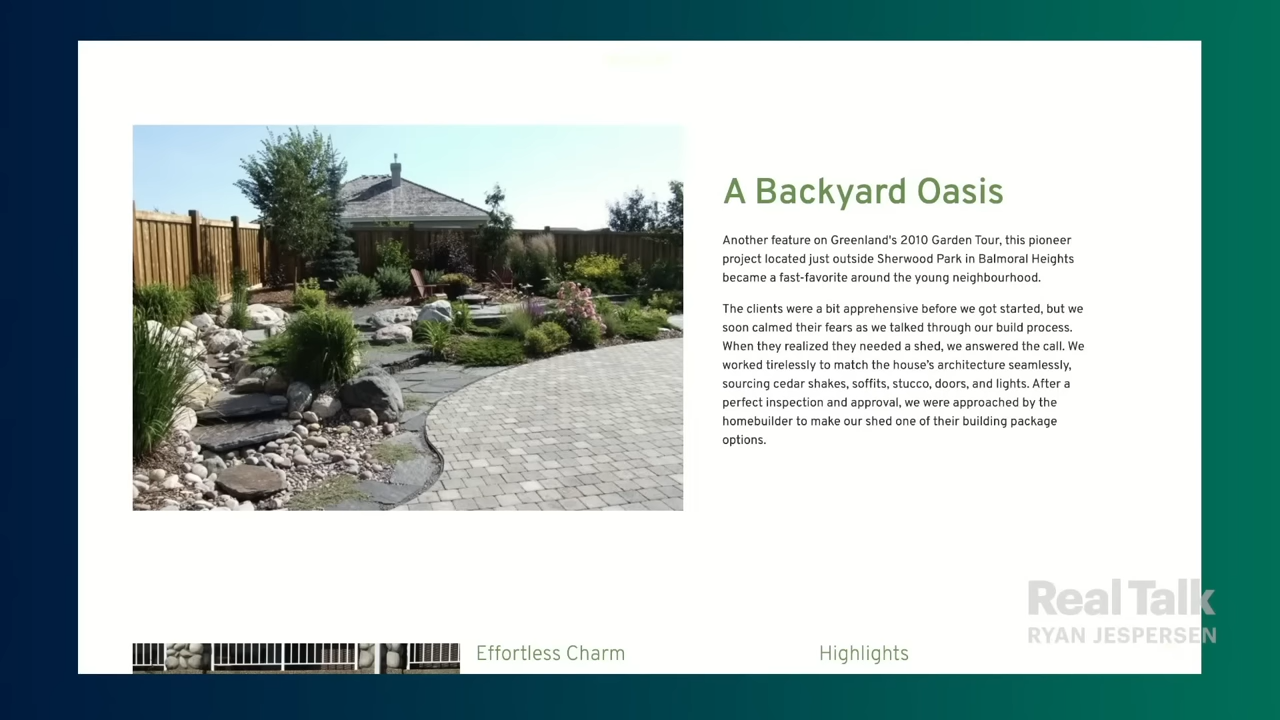 A Backyard Oasis
Another feature on Greenland's 2010 Garden Tour, this pioneer
project located just outside Sherwood Park in Balmoral Heights
became a fast-favorite around the young neighbourhood.
The clients were a bit apprehensive before we got started, but we
soon calmed their fears as we talked through our build process.
When they realized they needed a shed, we answered the call. We
worked tirelessly to match the house's architecture seamlessly,
sourcing cedar shakes, soffits, stucco, doors, and lights. After a
perfect inspection and approval, we were approached by the
homebuilder to make our shed one of their building package
options.
Real Talk
RYAN JESPERSEN
Effortless Charm
Highlights